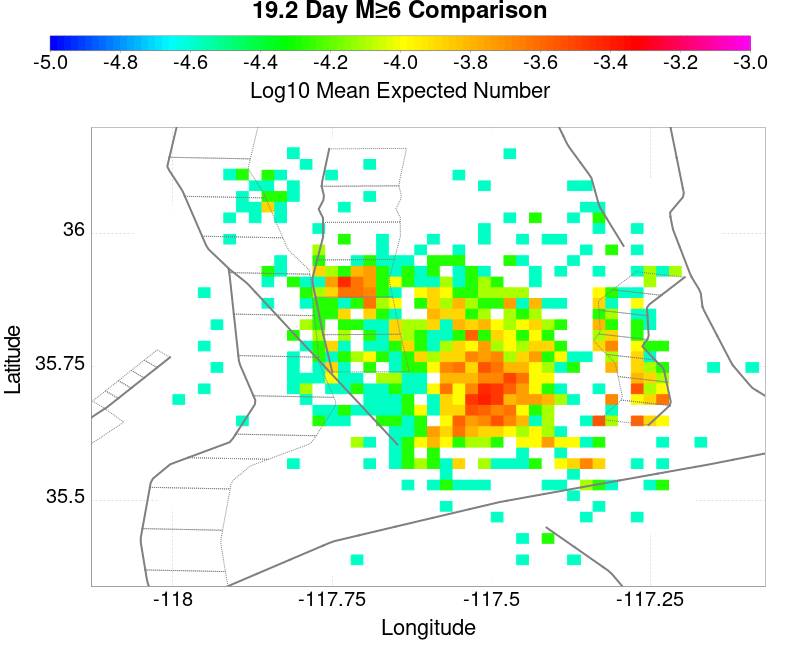 19.2 Day M≥6 Comparison
-5.0 -4.8 -4.6 -4.4 -4.2 -4.0 -3.8 -3.6 -3.4 -3.2 -3.0
Log10 Mean Expected Number
36
35.75
35.5
Latitude
-118 -117.75 -117.5 -117.25
Longitude